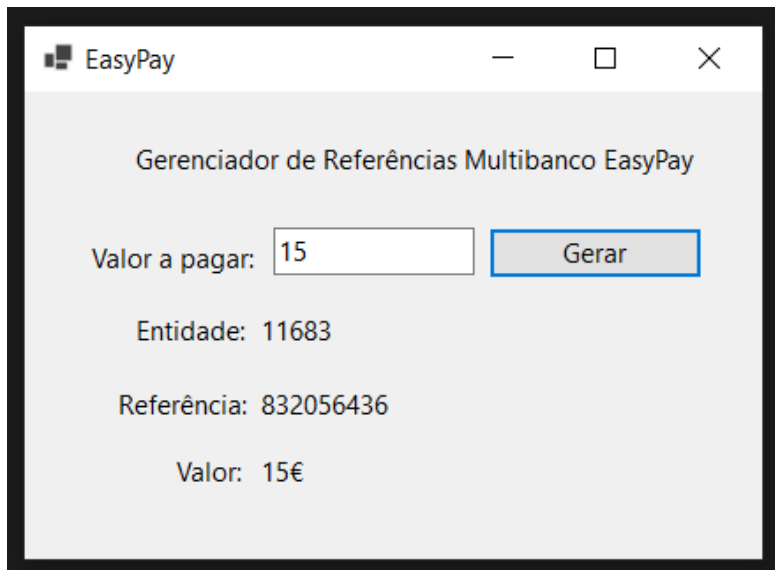 EasyPay
Gerenciador de Referências Multibanco EasyPay
Valor a pagar: 15 Gerar
Entidade: 11683
Referência: 832056436
Valor: 15€